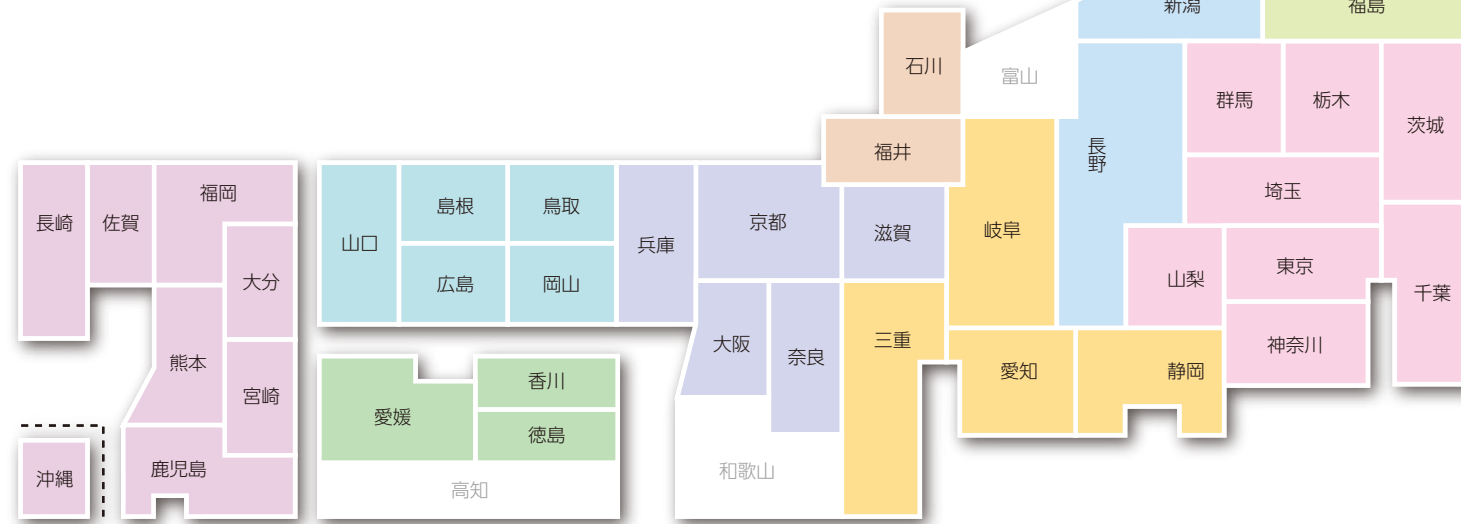 新潟
福島
石川
富山
群馬
栃木
茨城
福井
長野
長崎
佐賀
福岡
島根
鳥取
山口
兵庫
京都
滋賀
岐阜
埼玉
大分
広島
岡山
山梨
東京
千葉
熊本
宮崎
大阪
奈良
三重
愛知
静岡
神奈川
愛媛
香川
徳島
沖縄
鹿児島
高知
和歌山